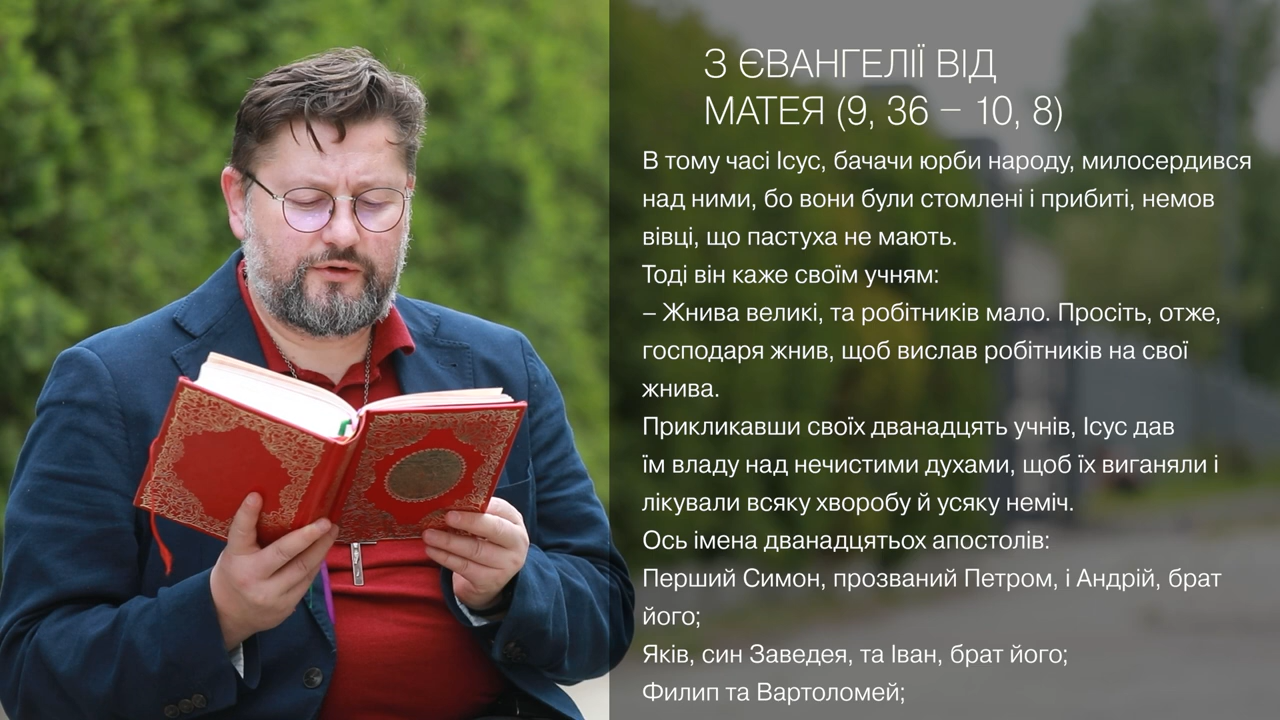 З ЄВАНГЕЛІЇ ВІД
МАТЕЯ (9, 36 – 10, 8)
В тому часі Ісус, бачачи юрби народу, милосердився
над ними, бо вони були стомлені і прибиті, немов
вівці, що пастуха не мають.
Тоді він каже своїм учням:
– Жнива великі, та робітників мало. Просіть, отже,
господаря жнив, щоб вислав робітників на свої
жнива.
Прикликавши своїх дванадцять учнів, Ісус дав
їм владу над нечистими духами, щоб їх виганяли і
лікували всяку хворобу й усяку неміч.
Ось імена дванадцятьох апостолів:
Перший Симон, прозваний Петром, і Андрій, брат
його;
Яків, син Заведея, та Іван, брат його;
Филип та Вартоломей;